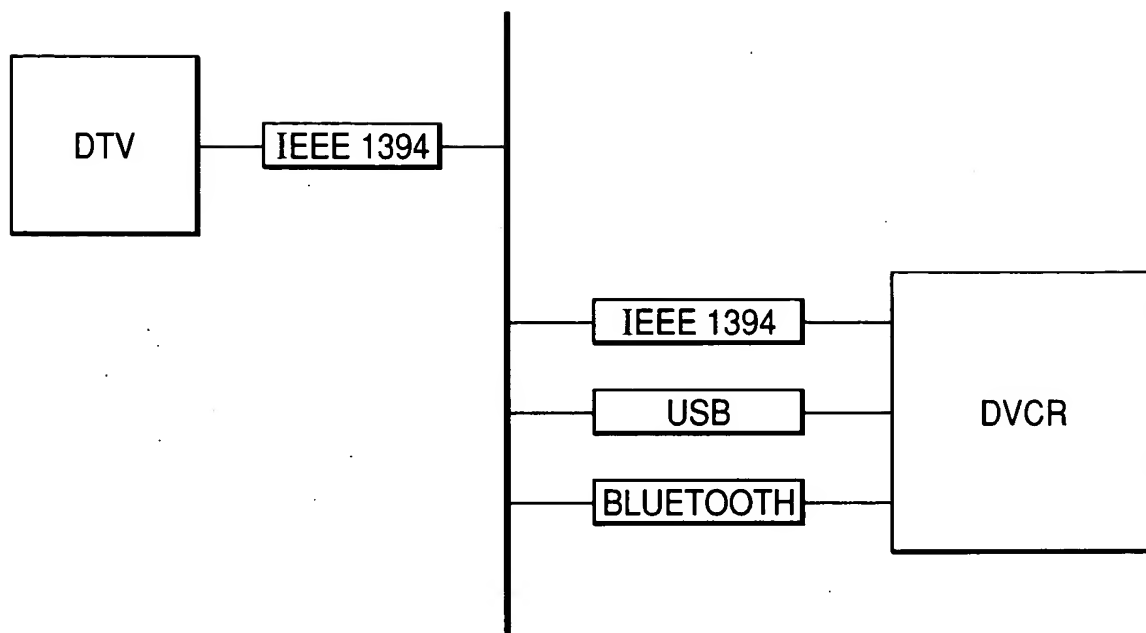 DTV
IEEE 1394
IEEE 1394
USB
DVCR
BLUETOOTH